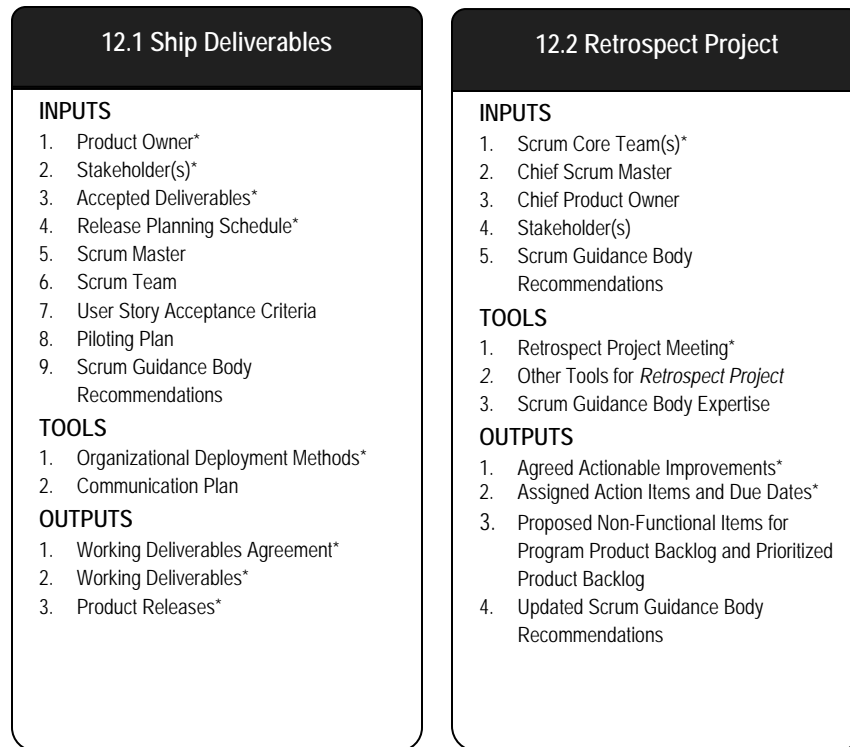 12.1 Ship Deliverables
INPUTS
1. Product Owner*
2. Stakeholder(s)*
3. Accepted Deliverables*
4. Release Planning Schedule*
5. Scrum Master
6. Scrum Team
7. User Story Acceptance Criteria
8. Piloting Plan
9. Scrum Guidance Body
Recommendations
TOOLS
1. Organizational Deployment Methods*
2. Communication Plan
OUTPUTS
1. Working Deliverables Agreement*
2. Working Deliverables*
3. Product Releases*
12.2 Retrospect Project
INPUTS
1. Scrum Core Team(s)*
2. Chief Scrum Master
3. Chief Product Owner
4. Stakeholder(s)
5. Scrum Guidance Body
Recommendations
TOOLS
1. Retrospect Project Meeting*
2. Other Tools for Retrospect Project
3. Scrum Guidance Body Expertise
OUTPUTS
1. Agreed Actionable Improvements*
2. Assigned Action Items and Due Dates*
3. Proposed Non-Functional Items for
Program Product Backlog and Prioritized
Product Backlog
4. Updated Scrum Guidance Body
Recommendations